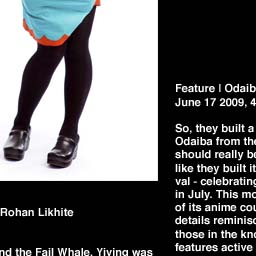 Rohan Likhite
nd the Fail Whale, Yiying was
Feature | Odaib
June 17 2009, 4
So, they built a
Odaiba from the
should really be
like they built it
val - celebrating
in July. This mo
of its anime cou
details reminisc
those in the kno
features active